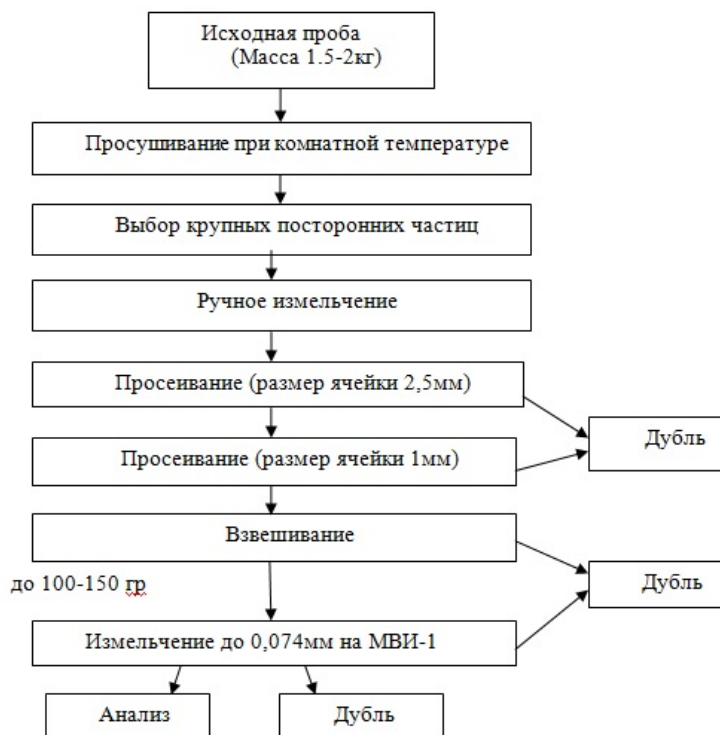 Исходная проба
(Масса 1.5-2кг)
Просушивание при комнатной температуре
Выбор крупных посторонних частиц
Ручное измельчение
Просеивание (размер ячейки 2,5мм)
Дубль
Просеивание (размер ячейки 1мм)
Взвешивание
до 100-150 гр
Дубль
Измельчение до 0,074мм на МВИ-1
Анализ
Дубль